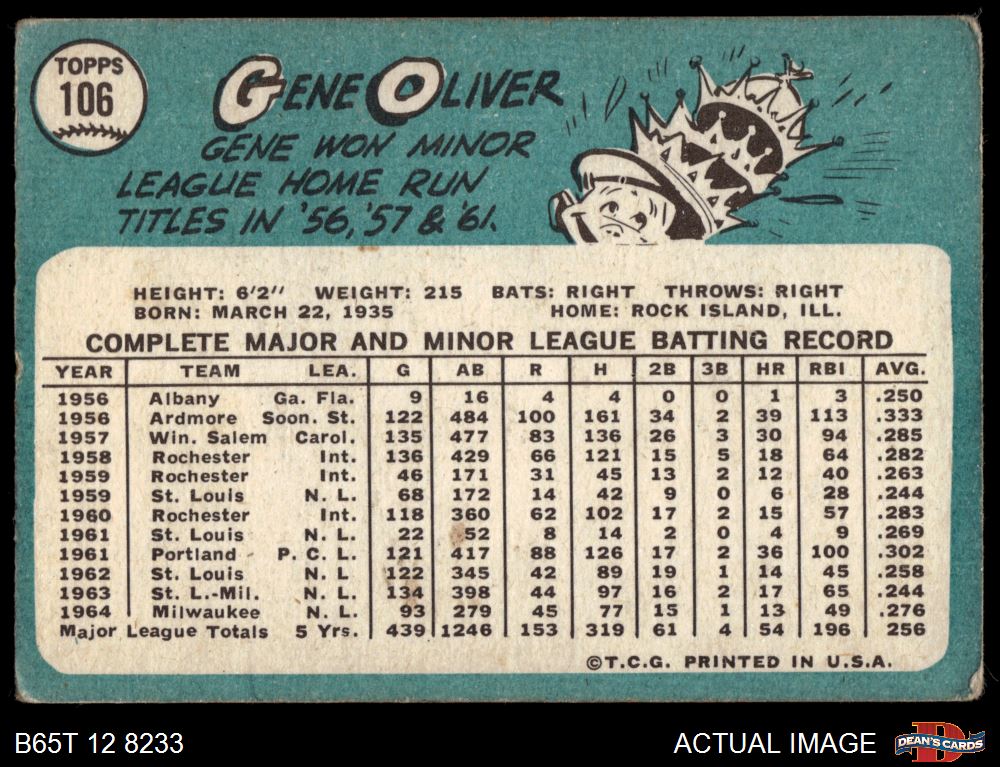 TOPPS
106
GENE OLIVER
GENE WON MINOR
LEAGUE HOME RUN
TITLES IN '56, '57 & '61.
HEIGHT: 6'2" WEIGHT: 215 BATS: RIGHT THROWS: RIGHT
BORN: MARCH 22, 1935 HOME: ROCK ISLAND, ILL.
COMPLETE MAJOR AND MINOR LEAGUE BATTING RECORD
YEAR TEAM LEA. G AB R H 2B 3B HR RBI AVG.
1956 Albany Ga. Fla. 9 16 4 4 0 0 1 3 .250
1956 Ardmore Soon. St. 122 484 100 161 34 2 39 113 .333
1957 Win. Salem Carol. 135 477 83 136 26 3 30 94 .285
1958 Rochester Int. 136 429 66 121 15 5 18 64 .282
1959 Rochester Int. 46 171 31 45 13 2 12 40 .263
1959 St. Louis N. L. 68 172 14 42 9 0 6 28 .244
1960 Rochester Int. 118 360 62 102 17 2 15 57 .283
1961 St. Louis N. L. 22 52 8 14 2 0 4 9 .269
1961 Portland P. C. L. 121 417 88 126 17 2 36 100 .302
1962 St. Louis N. L 122 345 42 89 19 1 14 45 .258
1963 St. L.-Mil. N. L. 134 398 44 97 16 2 17 65 .244
1964 Milwaukee N. L. 93 279 45 77 15 1 13 49 .276
Major League Totals 5 Yrs. 439 1246 153 319 61 4 54 196 .256
©T.C.G. PRINTED IN U.S.A.
B65T 12 8233 ACTUAL IMAGE DEAN'S CARDS